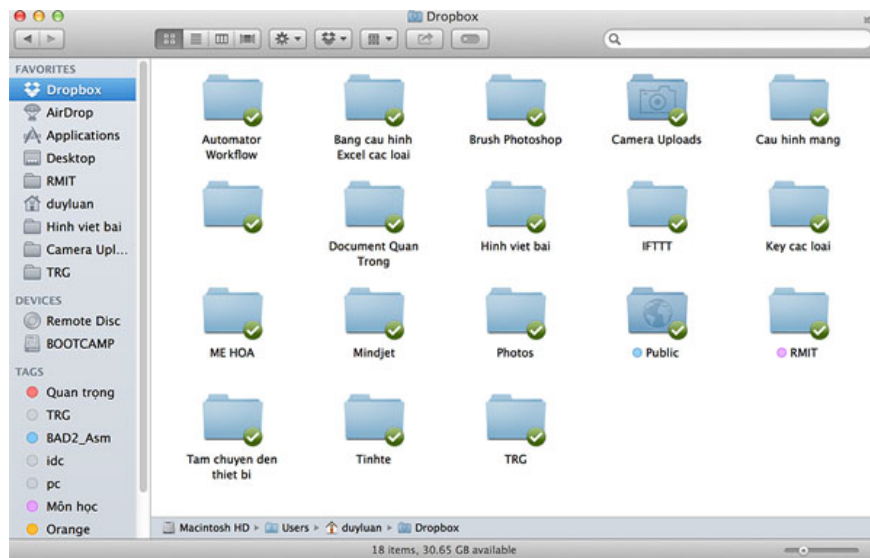 Dropbox
FAVORITES
Dropbox
AirDrop
Applications
Desktop
RMIT
duyluan
Hinh viet bai
Camera Upl...
TRG
DEVICES
Remote Disc
BOOTCAMP
TAGS
Quan trọng
TRG
BAD2_Asm
idc
pc
Môn học
Orange
Automator
Workflow
Bang cau hinh
Excel cac loai
Brush Photoshop
Camera Uploads
Cau hinh mang
Document Quan
Trong
Hinh viet bai
IFTTT
Key cac loai
ME HOA
Mindjet
Photos
Public
RMIT
Tam chuyen den
thiet bi
Tinhte
TRG
Macintosh HD ▸ Users ▸ duyluan ▸ Dropbox
18 items, 30.65 GB available